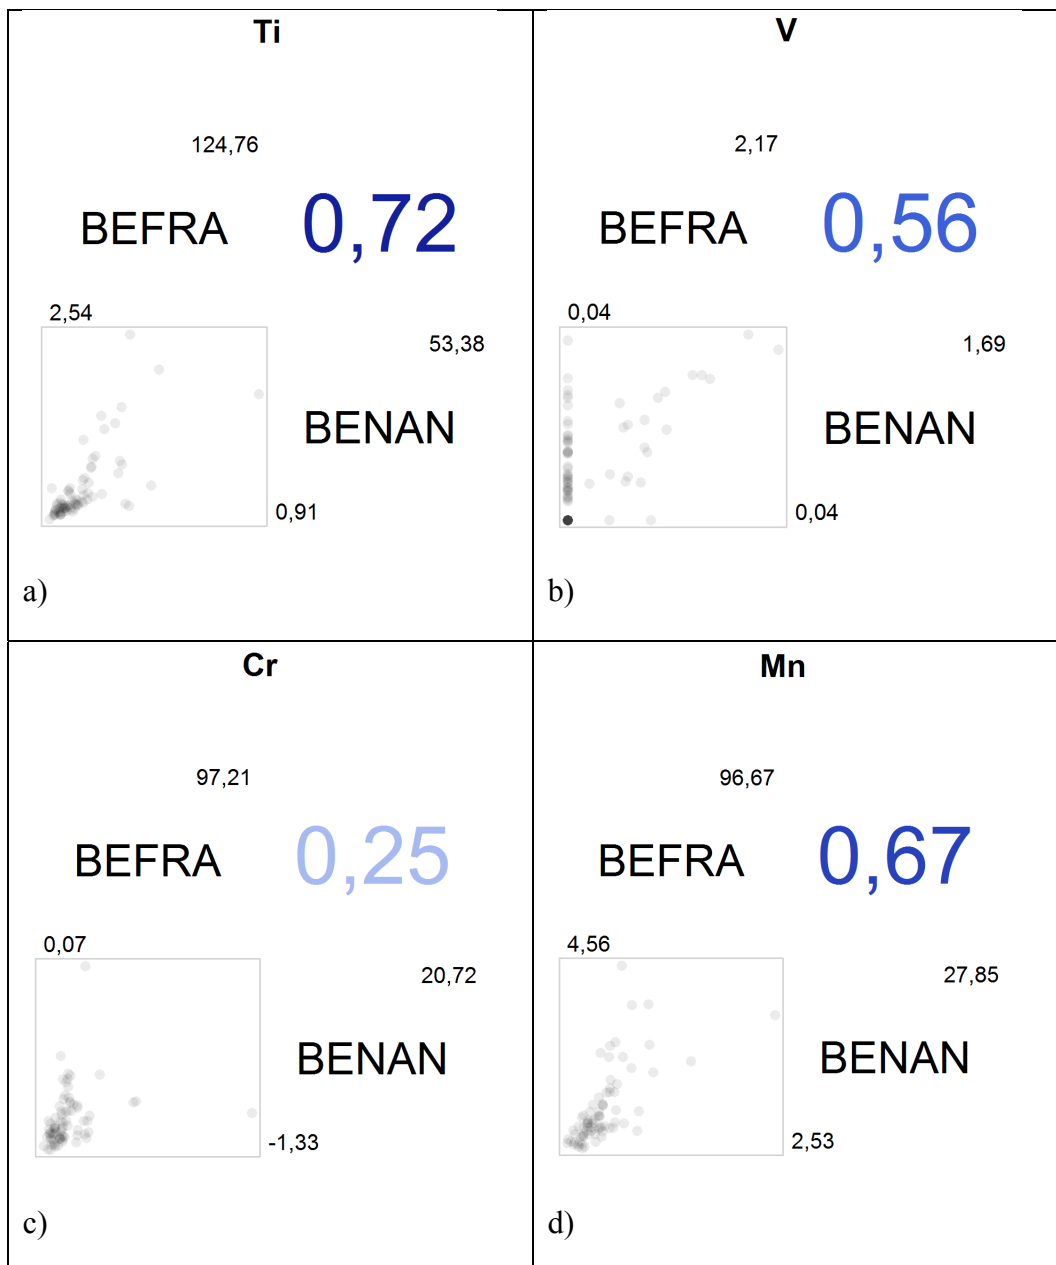 Ti
124,76
BEFRA 0,72
2,54
53,38
BENAN
0,91
a)
V
2,17
BEFRA 0,56
0,04
1,69
BENAN
0,04
b)
Cr
97,21
BEFRA 0,25
0,07
20,72
BENAN
-1,33
c)
Mn
96,67
BEFRA 0,67
4,56
27,85
BENAN
2,53
d)